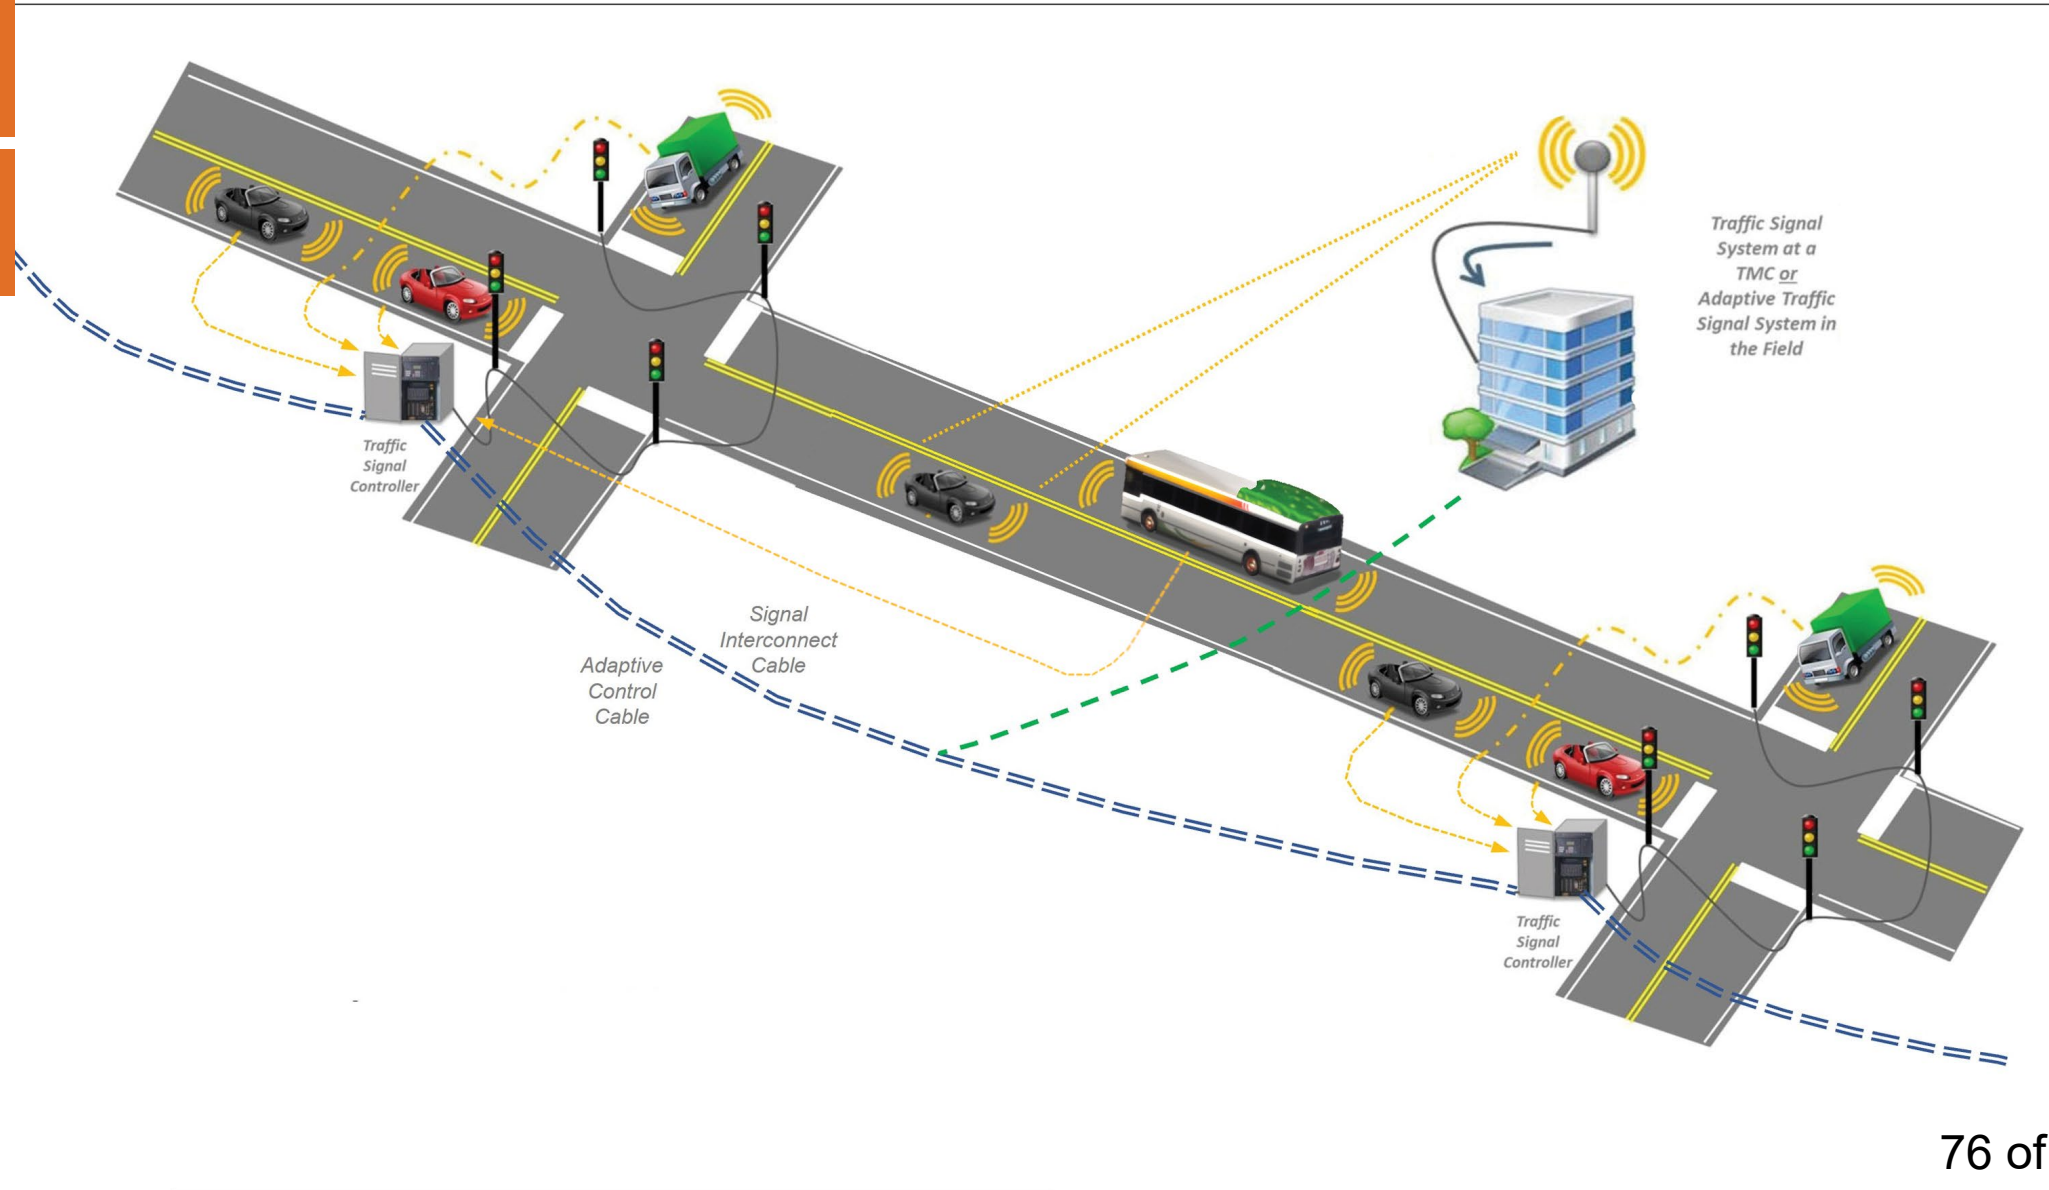 Traffic Signal
System at a
TMC or
Adaptive Traffic
Signal System in
the Field
Traffic
Signal
Controller
Signal
Interconnect
Cable
Adaptive
Control
Cable
Traffic
Signal
Controller
76 of